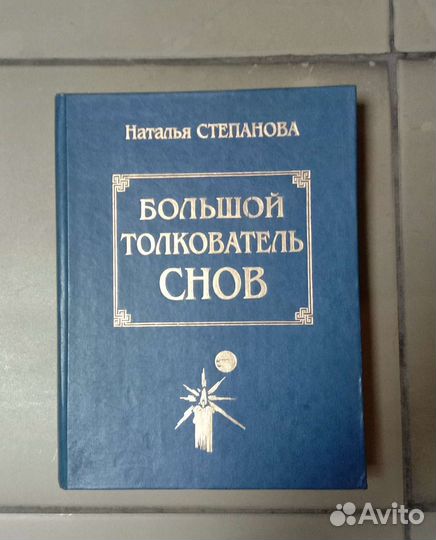 Наталья СТЕПАНОВА
БОЛЬШОЙ
ТОЛКОВАТЕЛЬ
СНОВ
Avito